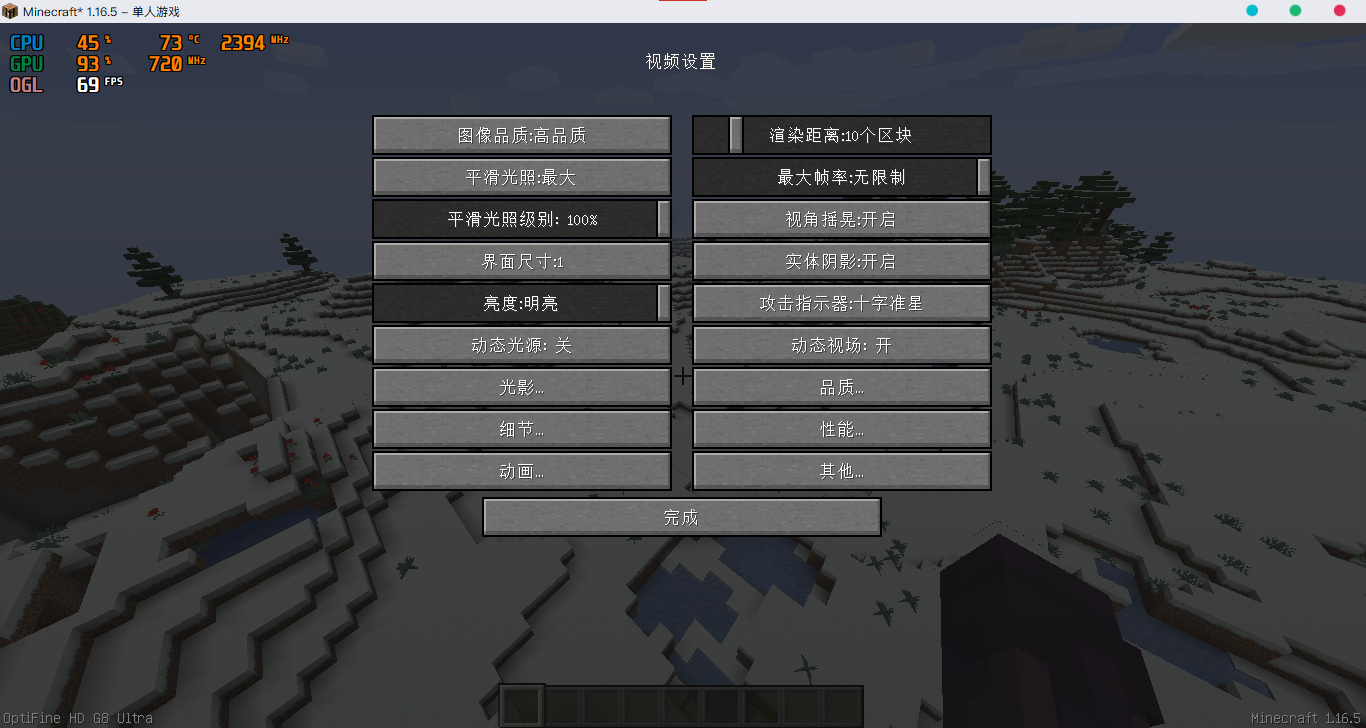 Minecraft* 1.16.5 - 单人游戏
CPU 45 % 73 °C 2394 MHz
GPU 93 % 720 MHz
OGL 69 FPS
视频设置
图像品质:高品质
渲染距离:10个区块
平滑光照:最大
最大帧率:无限制
平滑光照级别: 100%
视角摇晃:开启
界面尺寸:1
实体阴影:开启
亮度:明亮
攻击指示器:十字准星
动态光源: 关
动态视场: 开
光影...
品质...
细节...
性能...
动画...
其他...
完成
OptiFine HD G8 Ultra
Minecraft 1.16.5